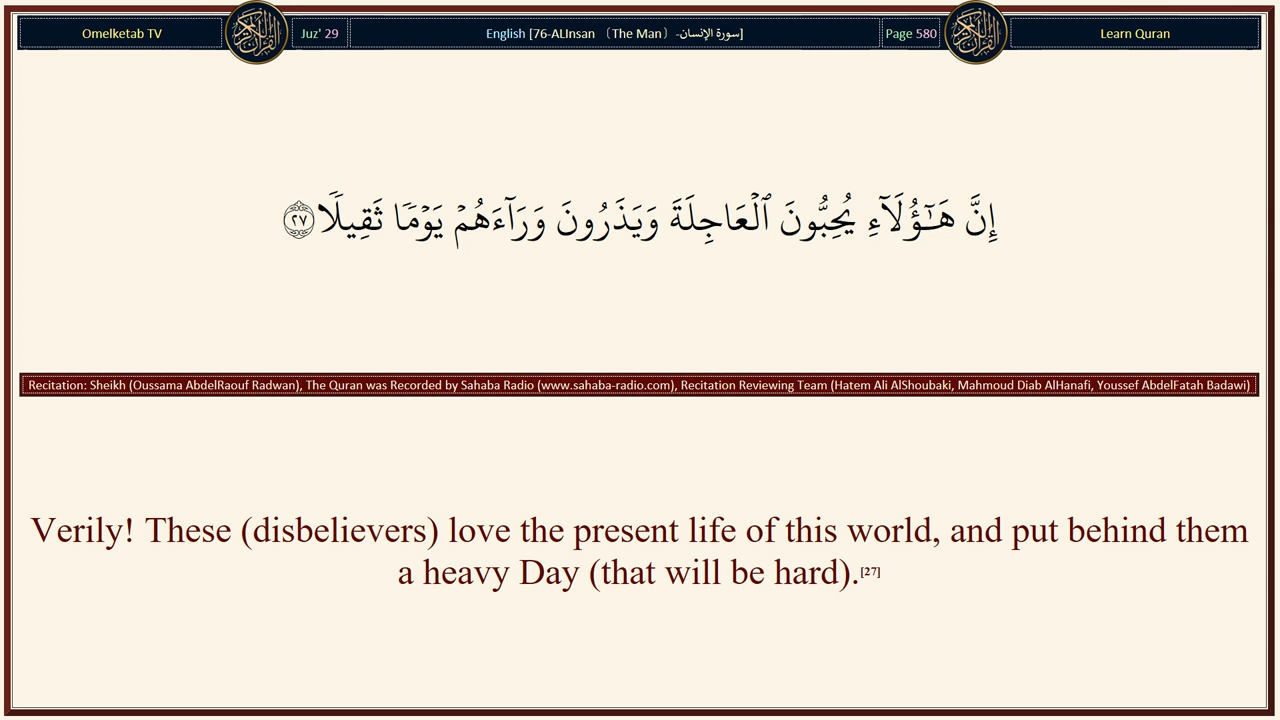 Omelketab TV
Juz' 29
English [76-ALInsan (The Man) -سورة الإنسان]
Page 580
Learn Quran
إِنَّ هَـٰٓؤُلَآءِ يُحِبُّونَ ٱلْعَاجِلَةَ وَيَذَرُونَ وَرَآءَهُمْ يَوْمًا ثَقِيلًا ٢٧
Recitation: Sheikh (Oussama AbdelRaouf Radwan), The Quran was Recorded by Sahaba Radio (www.sahaba-radio.com), Recitation Reviewing Team (Hatem Ali AlShoubaki, Mahmoud Diab AlHanafi, Youssef AbdelFatah Badawi)
Verily! These (disbelievers) love the present life of this world, and put behind them
a heavy Day (that will be hard).[27]